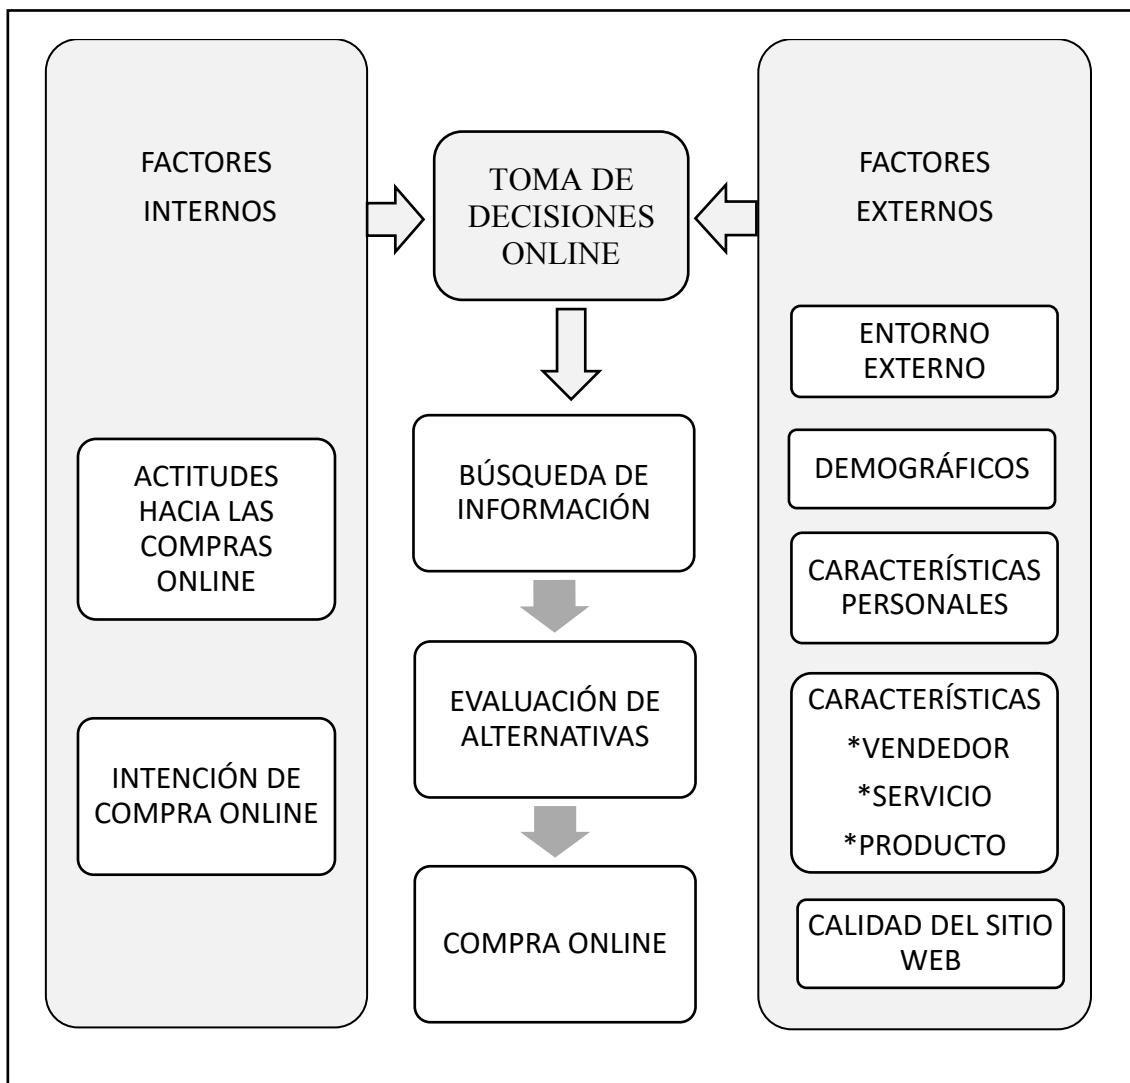 FACTORES
INTERNOS
ACTITUDES
HACIA LAS
COMPRAS
ONLINE
INTENCIÓN DE
COMPRA ONLINE
TOMA DE
DECISIONES
ONLINE
BÚSQUEDA DE
INFORMACIÓN
EVALUACIÓN DE
ALTERNATIVAS
COMPRA ONLINE
FACTORES
EXTERNOS
ENTORNO
EXTERNO
DEMOGRÁFICOS
CARACTERÍSTICAS
PERSONALES
CARACTERÍSTICAS
*VENDEDOR
*SERVICIO
*PRODUCTO
CALIDAD DEL SITIO
WEB